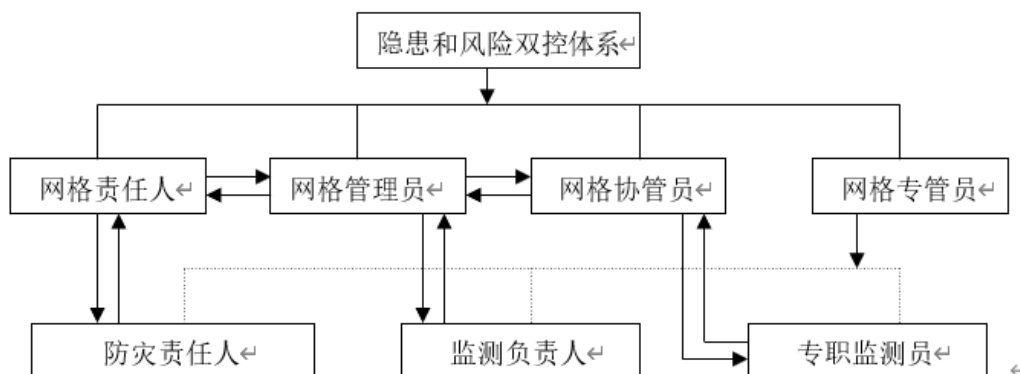 隐患和风险双控体系
网格责任人
网格管理员
网格协管员
网格专管员
防灾责任人
监测负责人
专职监测员